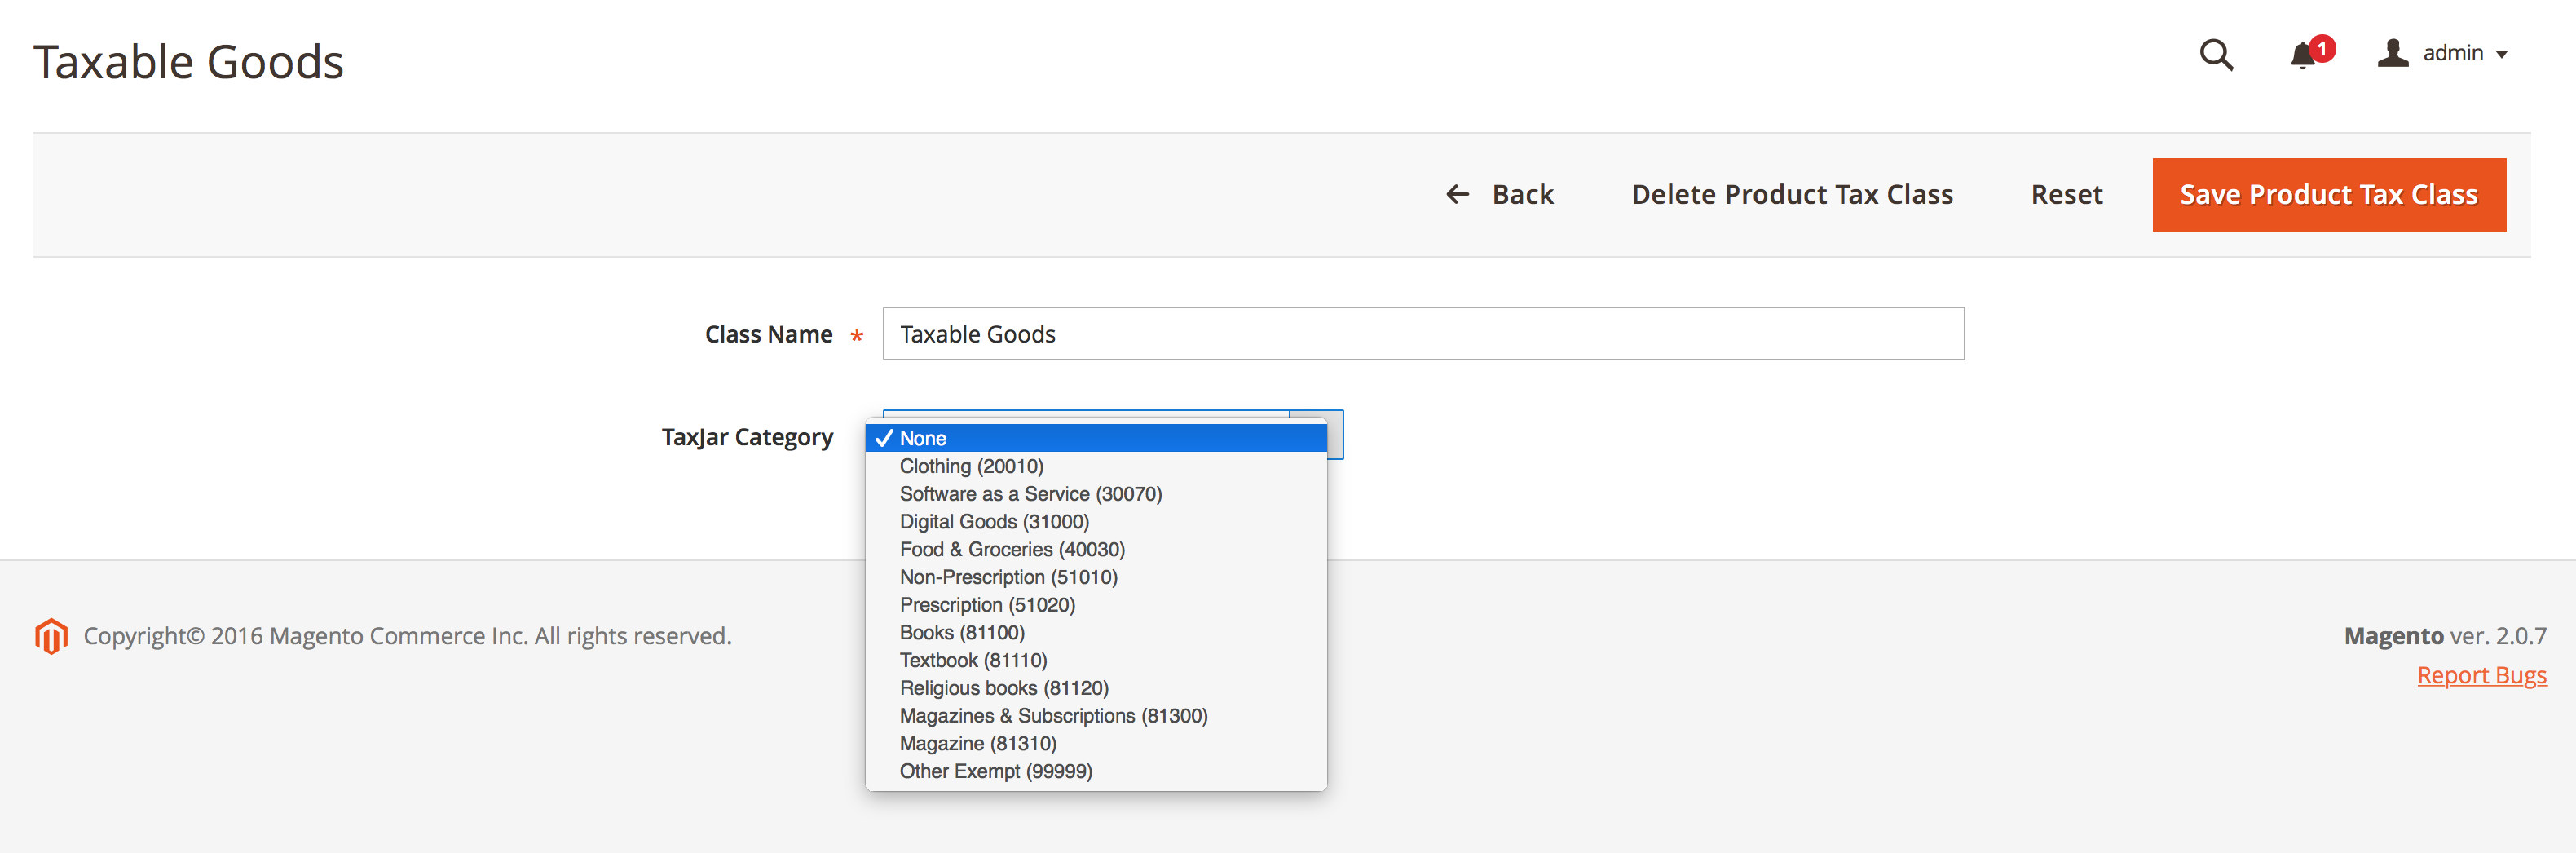 Taxable Goods
1
admin
Back
Delete Product Tax Class
Reset
Save Product Tax Class
Class Name *
Taxable Goods
TaxJar Category
None
Clothing (20010)
Software as a Service (30070)
Digital Goods (31000)
Food & Groceries (40030)
Non-Prescription (51010)
Prescription (51020)
Books (81100)
Textbook (81110)
Religious books (81120)
Magazines & Subscriptions (81300)
Magazine (81310)
Other Exempt (99999)
Copyright© 2016 Magento Commerce Inc. All rights reserved.
Magento ver. 2.0.7
Report Bugs